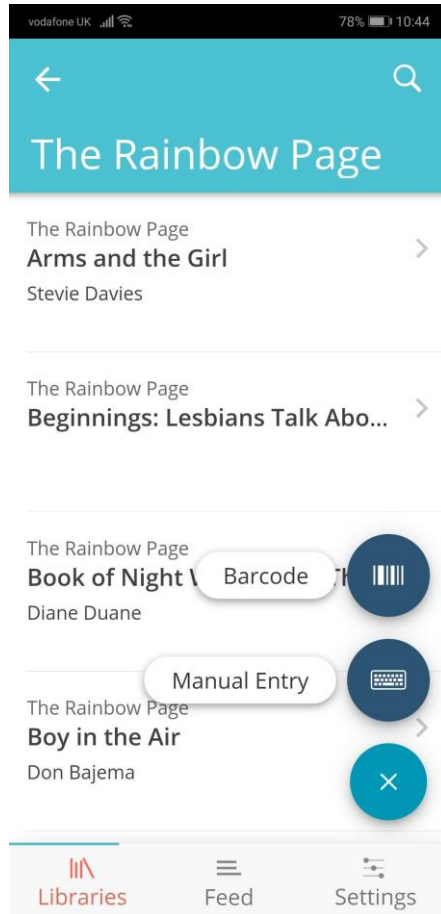 vodafone UK 78% 10:44
The Rainbow Page
The Rainbow Page
Arms and the Girl
Stevie Davies
The Rainbow Page
Beginnings: Lesbians Talk Abo...
The Rainbow Page
Book of Night
Barcode
Diane Duane
Manual Entry
The Rainbow Page
Boy in the Air
Don Bajema
Libraries Feed Settings